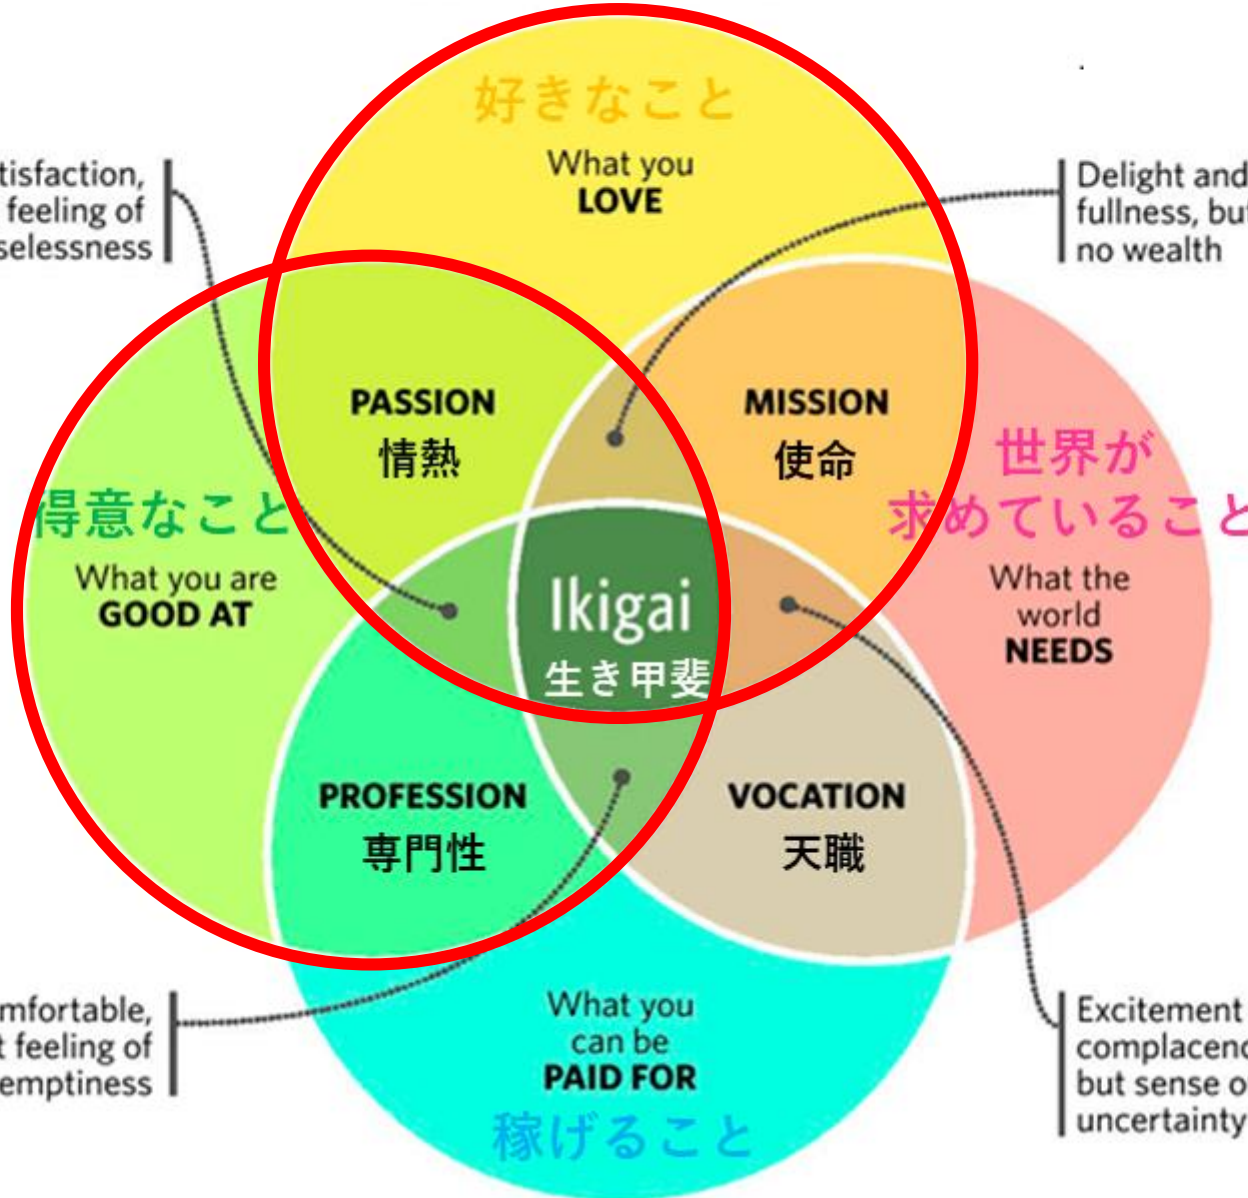 好きなこと
What you
LOVE
tisfaction,
feeling of
selessness
Delight and
fullness, but
no wealth
PASSION
情熱
MISSION
使命
得意なこと
What you are
GOOD AT
世界が
求めていること
What the
world
NEEDS
Ikigai
生き甲斐
PROFESSION
専門性
VOCATION
天職
mfortable,
t feeling of
emptiness
What you
can be
PAID FOR
稼げること
Excitement
complacenc
but sense o
uncertainty